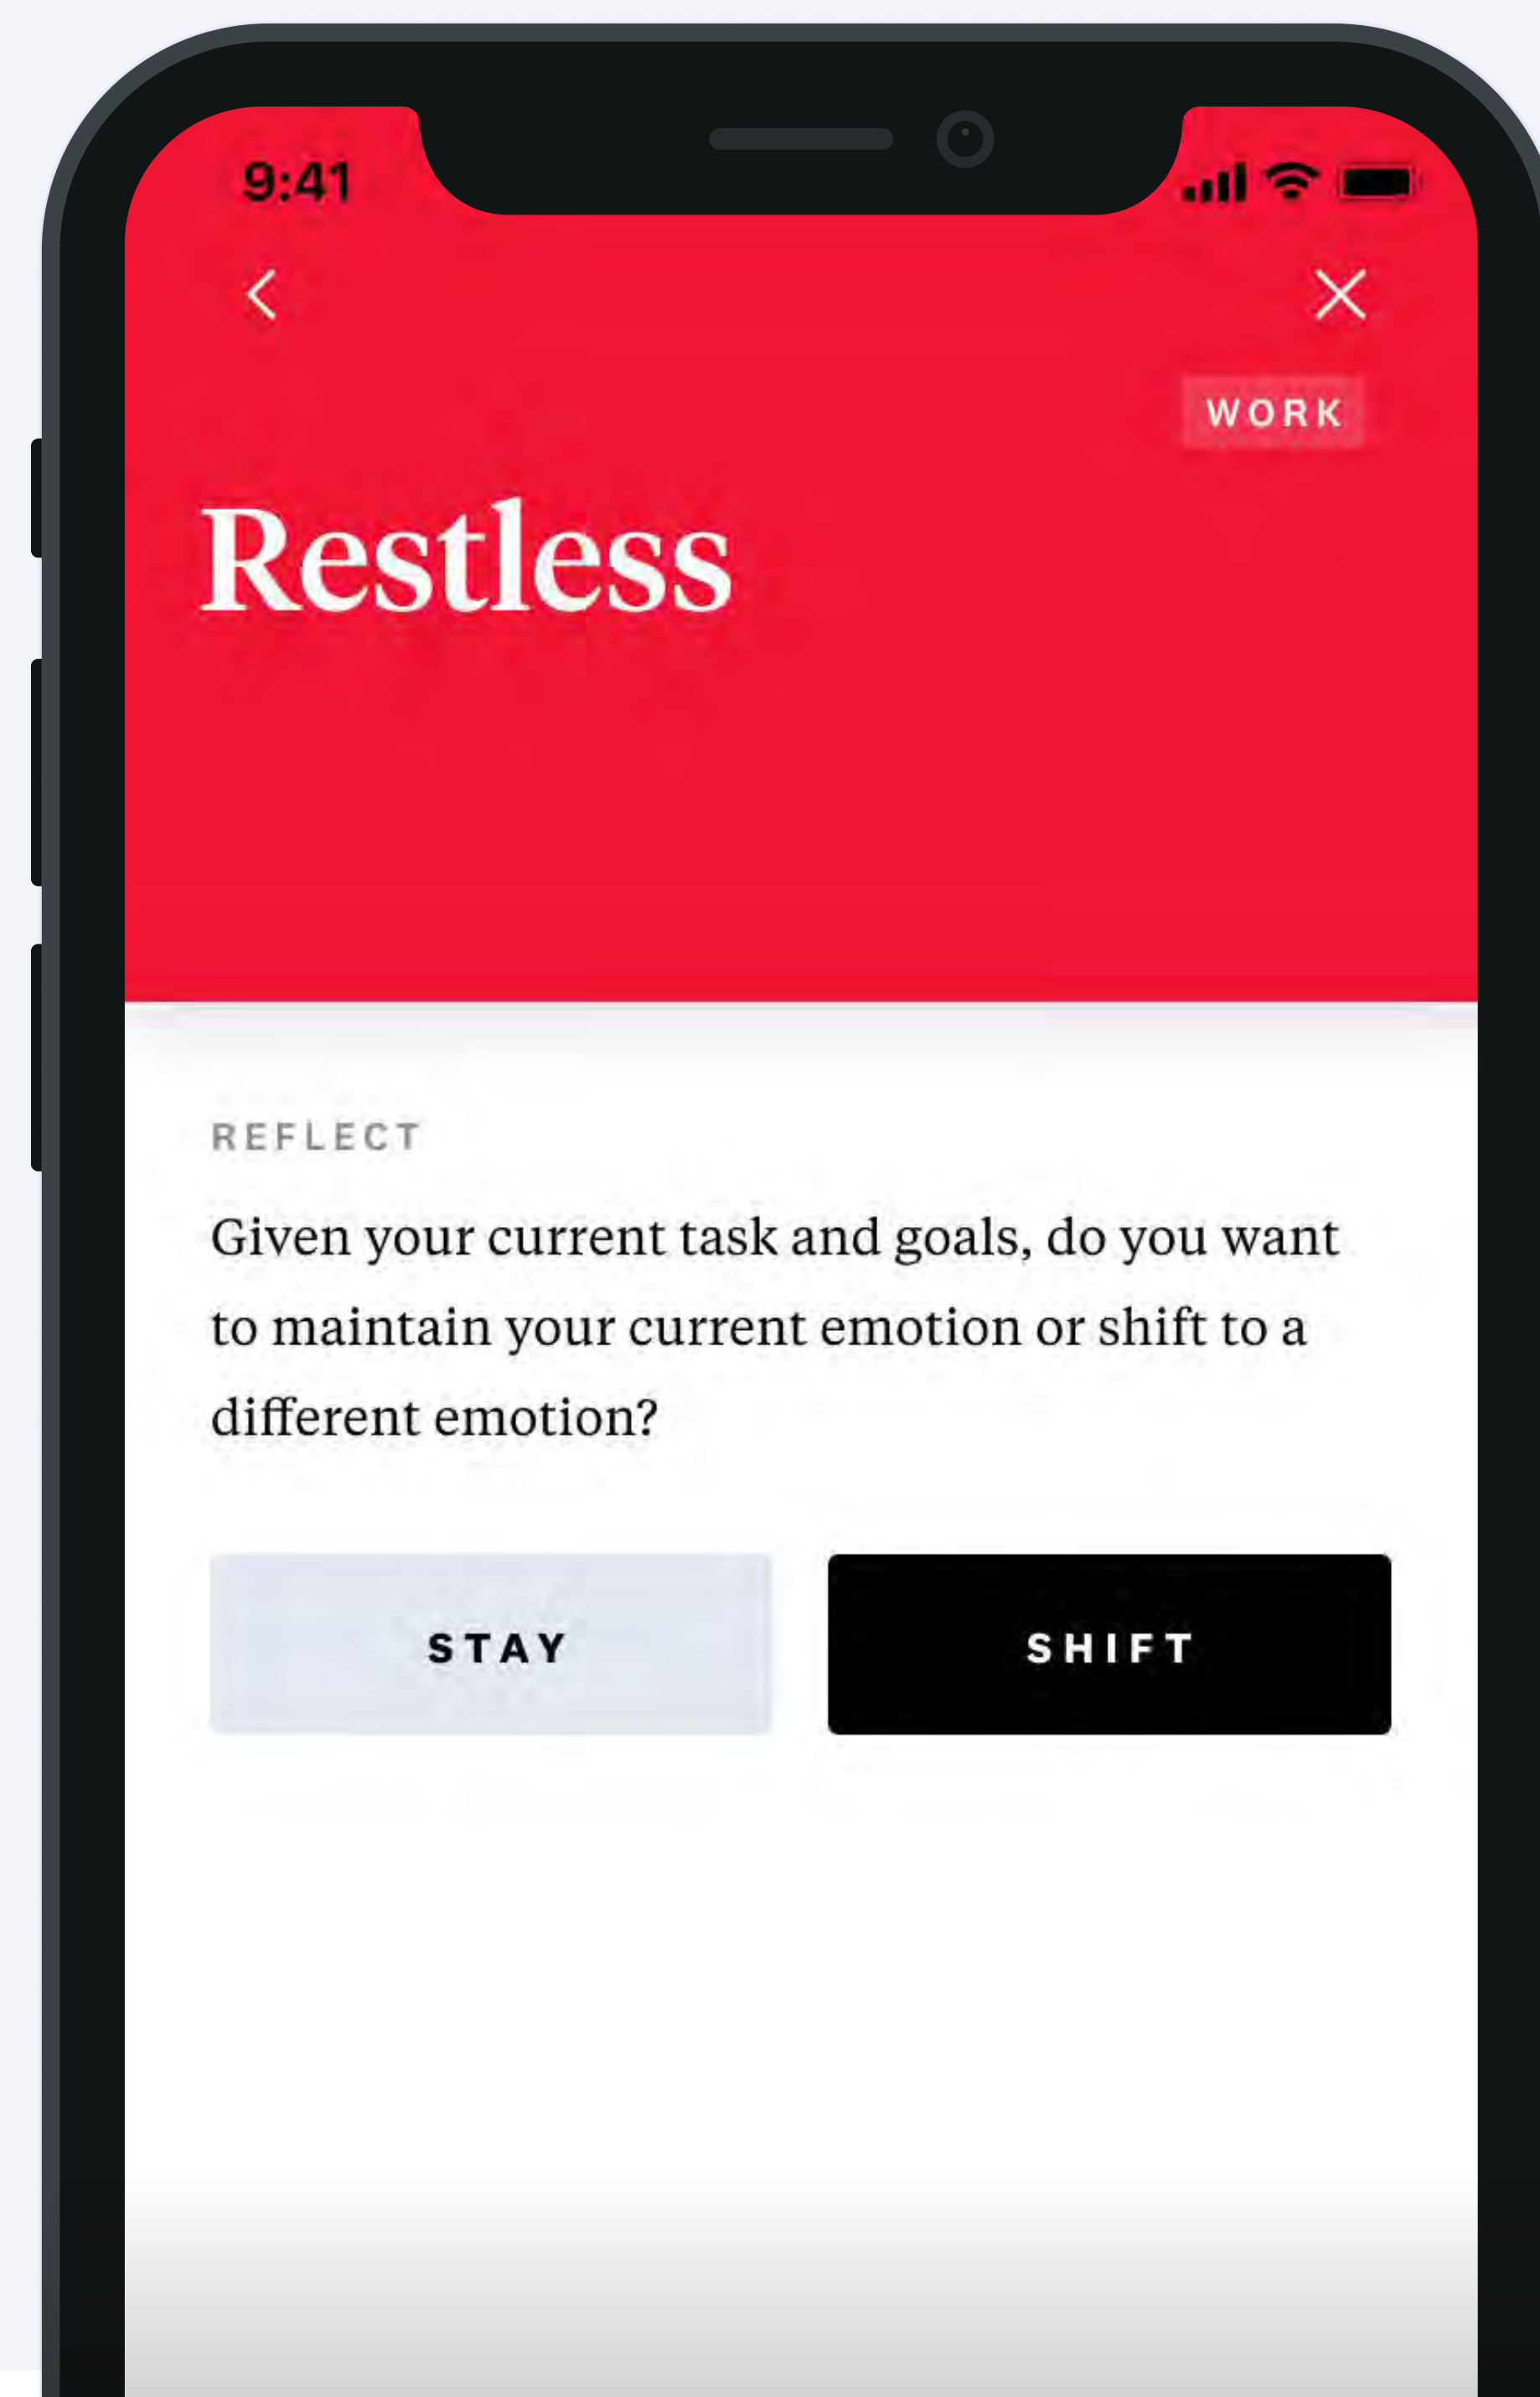 9:41
WORK
Restless
REFLECT
Given your current task and goals, do you want
to maintain your current emotion or shift to a
different emotion?
STAY
SHIFT